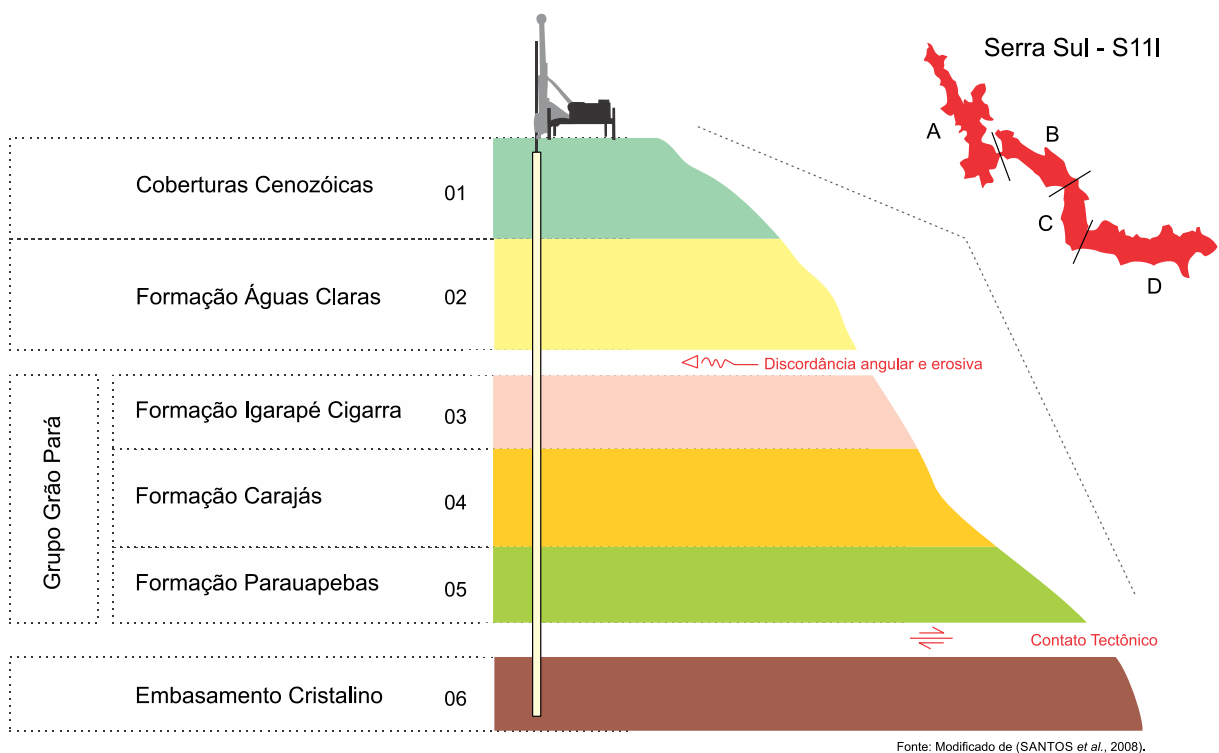 Serra Sul - S11I
A
B
C
D
Coberturas Cenozóicas 01
Formação Águas Claras 02
Discordância angular e erosiva
Grupo Grão Pará
Formação Igarapé Cigarra 03
Formação Carajás 04
Formação Parauapebas 05
Contato Tectônico
Embasamento Cristalino 06
Fonte: Modificado de (SANTOS et al., 2008).